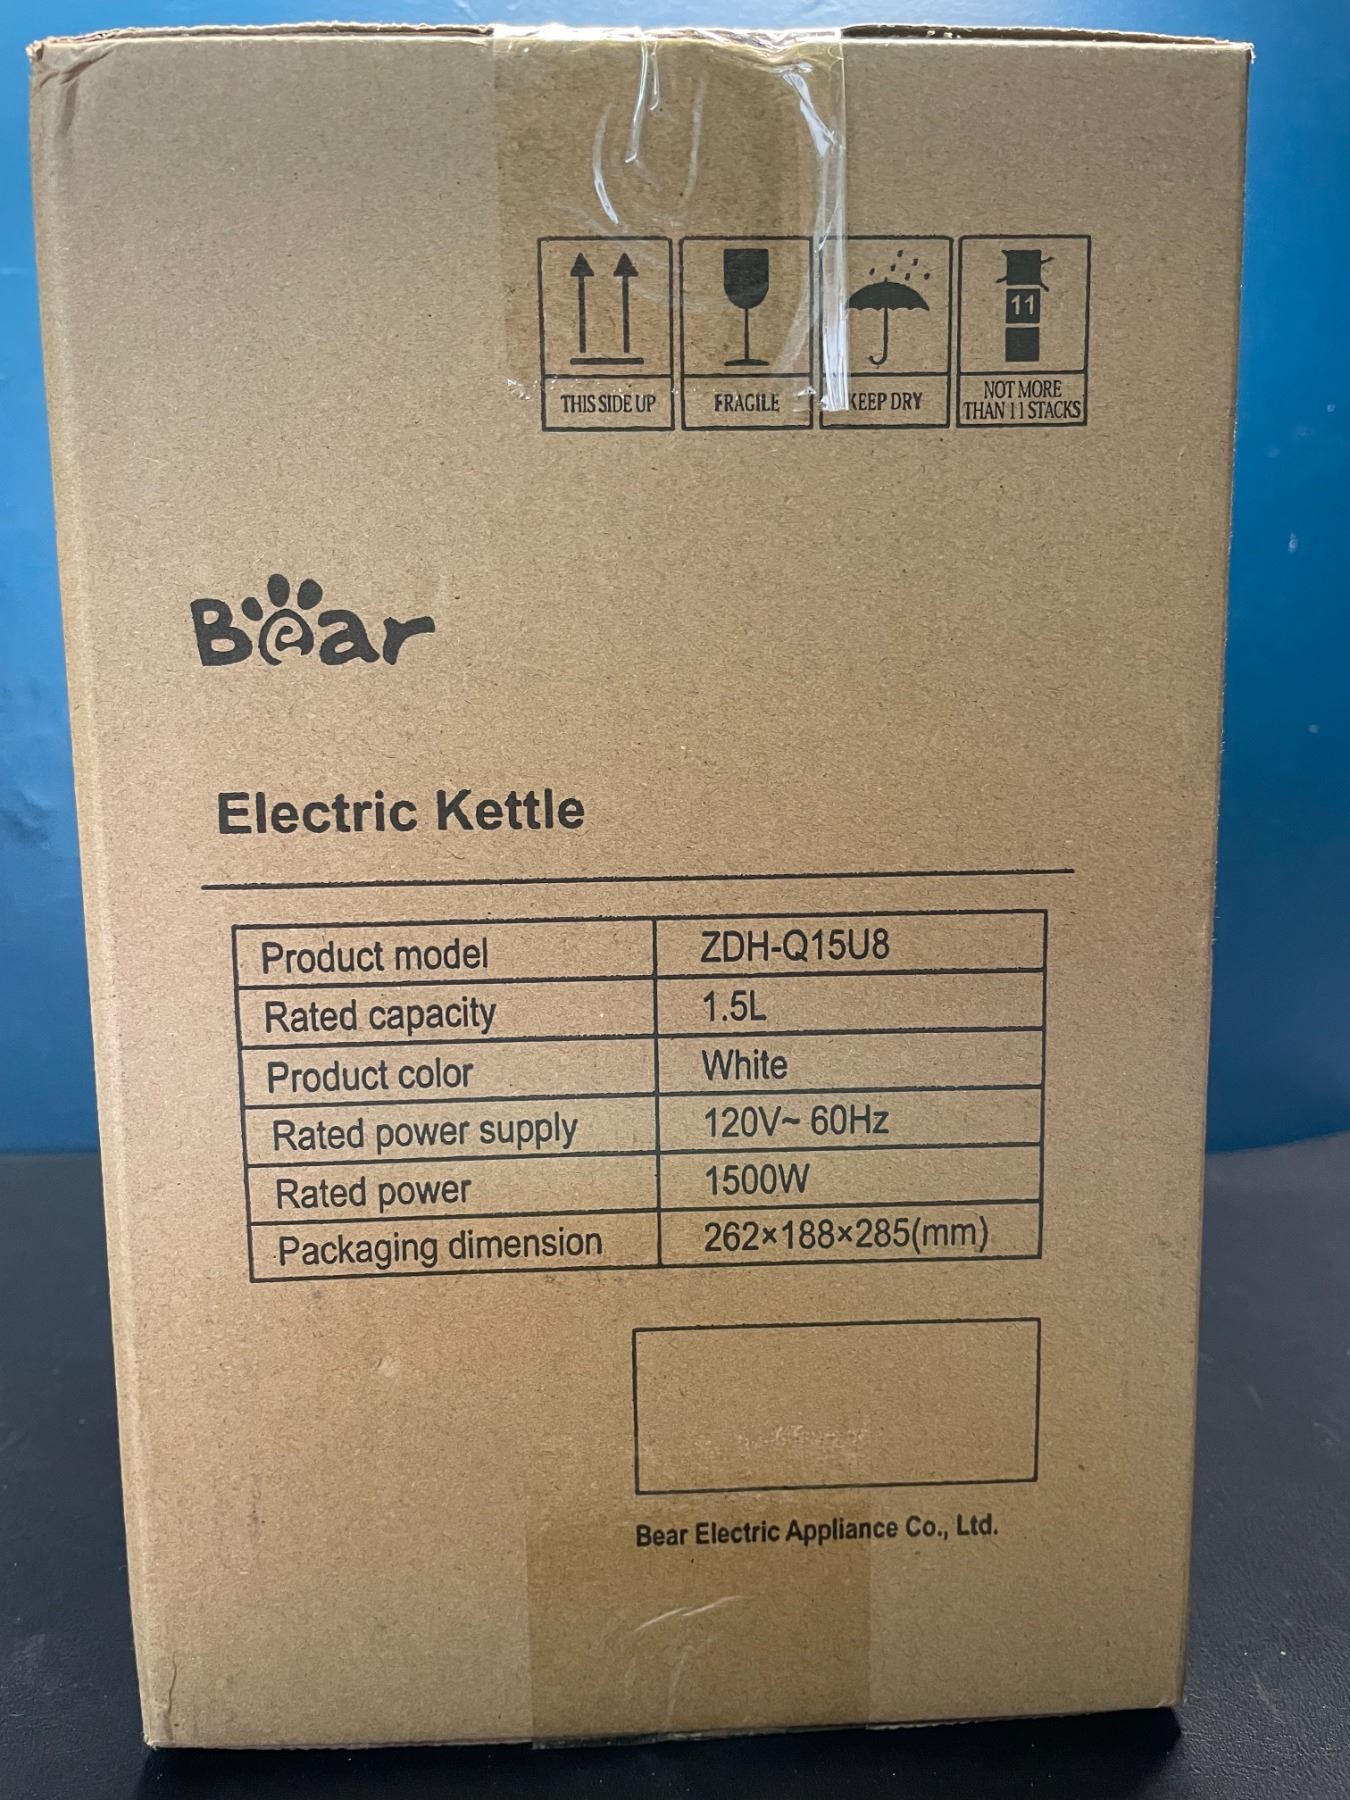 11
THIS SIDE UP
FRAGILE
KEEP DRY
NOT MORE
THAN 11 STACKS
Bear
Electric Kettle
Product model ZDH-Q15U8
Rated capacity 1.5L
Product color White
Rated power supply 120V~ 60Hz
Rated power 1500W
Packaging dimension 262×188×285(mm)
Bear Electric Appliance Co., Ltd.